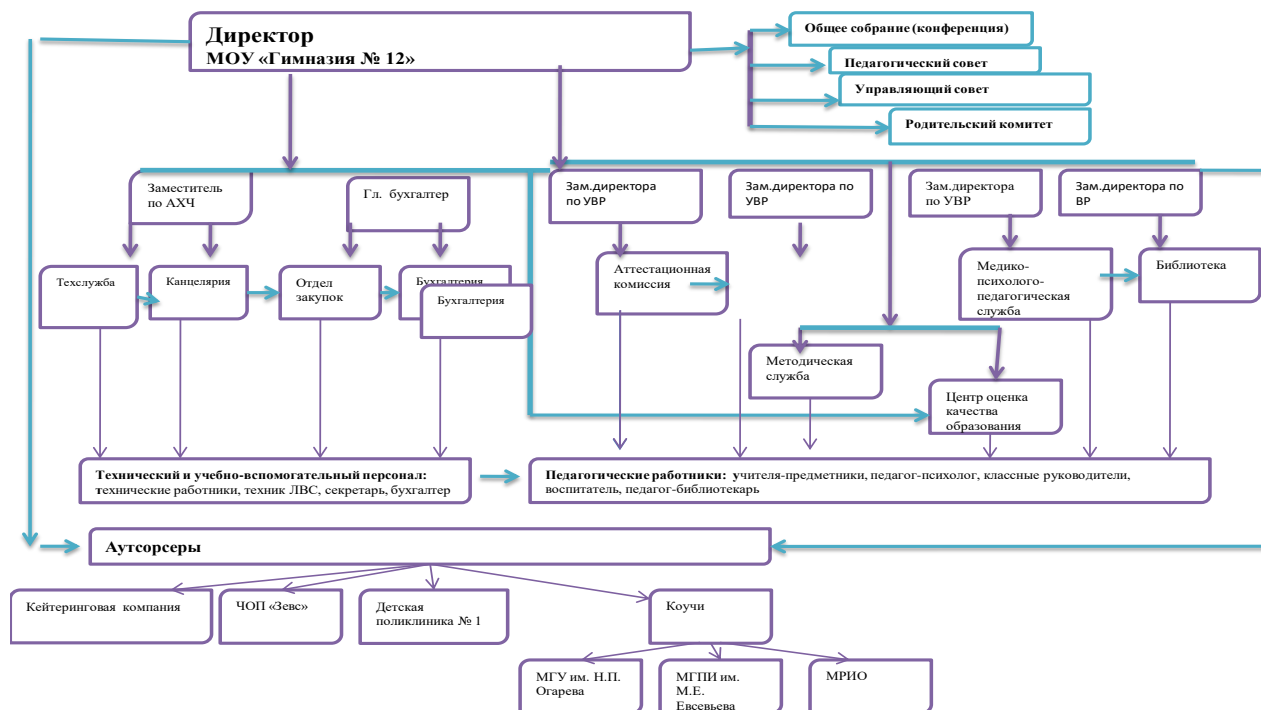 Директор
МОУ «Гимназия № 12»
Общее собрание (конференция)
Педагогический совет
Управляющий совет
Родительский комитет
Заместитель
по АХЧ
Гл. бухгалтер
Зам.директора
по УВР
Зам.директора по
УВР
Зам.директора
по УВР
Зам.директора по
ВР
Техслужба
Канцелярия
Отдел
закупок
Бухгалтерия
Бухгалтерия
Аттестационная
комиссия
Медико-
психолого-
педагогическая
служба
Библиотека
Методическая
служба
Центр оценка
качества
образования
Технический и учебно-вспомогательный персонал:
технические работники, техник ЛВС, секретарь, бухгалтер
Педагогические работники: учителя-предметники, педагог-психолог, классные руководители,
воспитатель, педагог-библиотекарь
Аутсорсеры
Кейтеринговая компания
ЧОП «Зевс»
Детская
поликлиника № 1
Коучи
МГУ им. Н.П.
Огарева
МГПИ им.
М.Е.
Евсевьева
МРИО